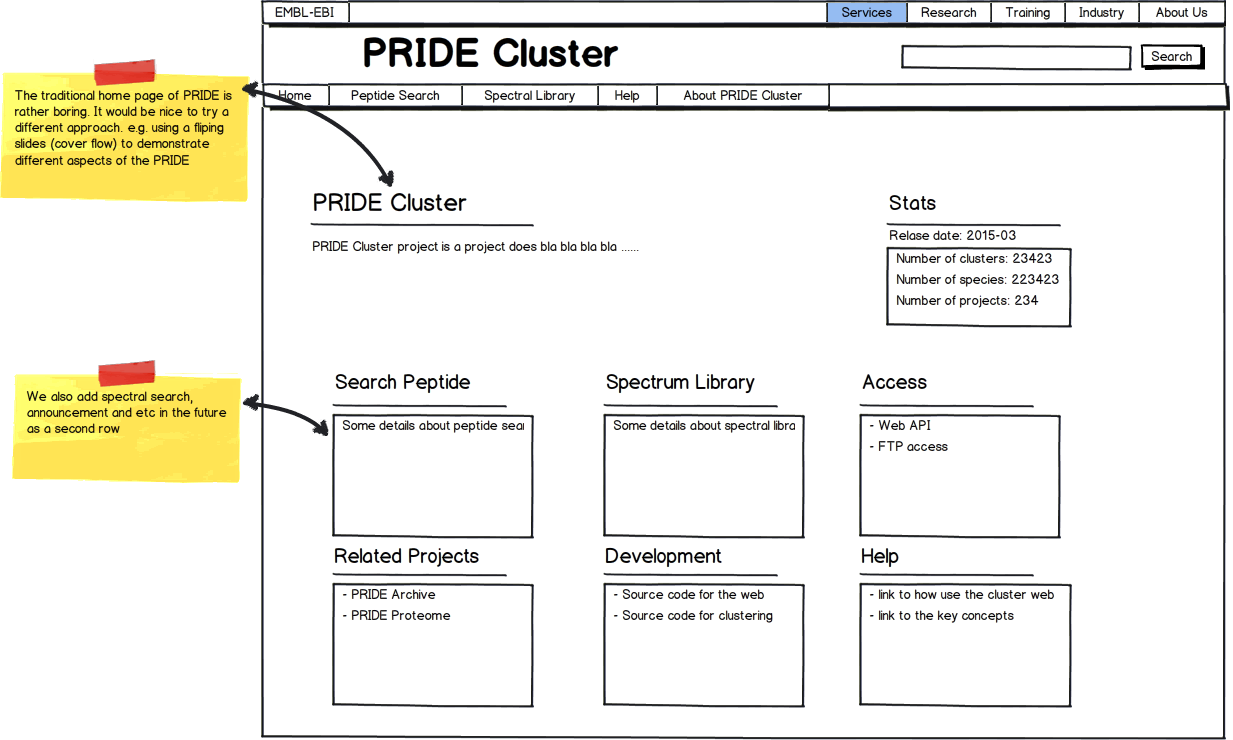 EMBL-EBI
Services
Research
Training
Industry
About Us
PRIDE Cluster
Search
Home
Peptide Search
Spectral Library
Help
About PRIDE Cluster
The traditional home page of PRIDE is
rather boring. It would be nice to try a
different approach. e.g. using a fliping
slides (cover flow) to demonstrate
different aspects of the PRIDE
PRIDE Cluster
PRIDE Cluster project is a project does bla bla bla bla ......
Stats
Relase date: 2015-03
Number of clusters: 23423
Number of species: 223423
Number of projects: 234
We also add spectral search,
announcement and etc in the future
as a second row
Search Peptide
Some details about peptide sear
Spectrum Library
Some details about spectral libra
Access
- Web API
- FTP access
Related Projects
- PRIDE Archive
- PRIDE Proteome
Development
- Source code for the web
- Source code for clustering
Help
- link to how use the cluster web
- link to the key concepts